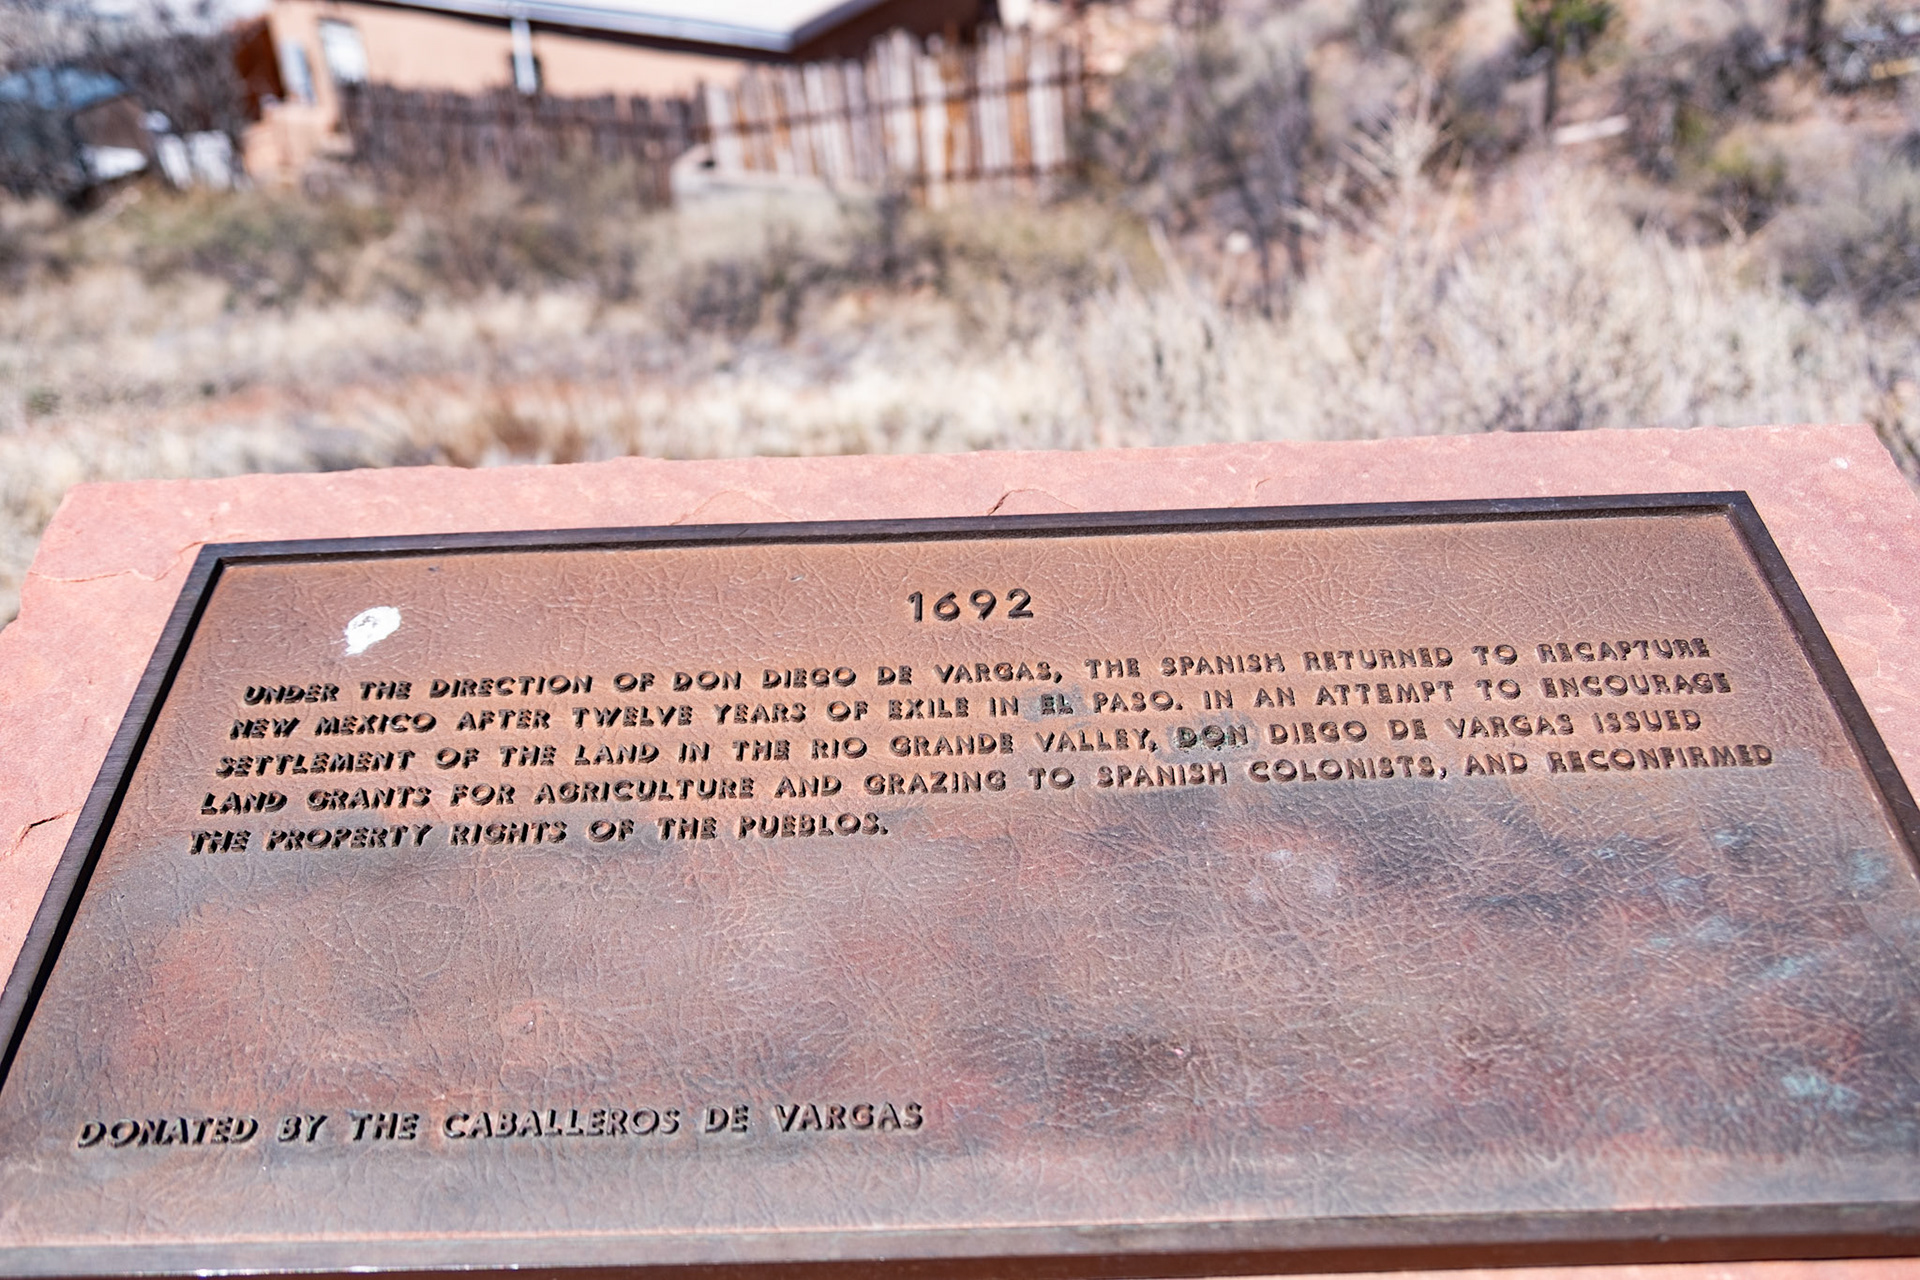 1692
UNDER THE DIRECTION OF DON DIEGO DE VARGAS, THE SPANISH RETURNED TO RECAPTURE
NEW MEXICO AFTER TWELVE YEARS OF EXILE IN EL PASO. IN AN ATTEMPT TO ENCOURAGE
SETTLEMENT OF THE LAND IN THE RIO GRANDE VALLEY, DON DIEGO DE VARGAS ISSUED
LAND GRANTS FOR AGRICULTURE AND GRAZING TO SPANISH COLONISTS, AND RECONFIRMED
THE PROPERTY RIGHTS OF THE PUEBLOS.
DONATED BY THE CABALLEROS DE VARGAS